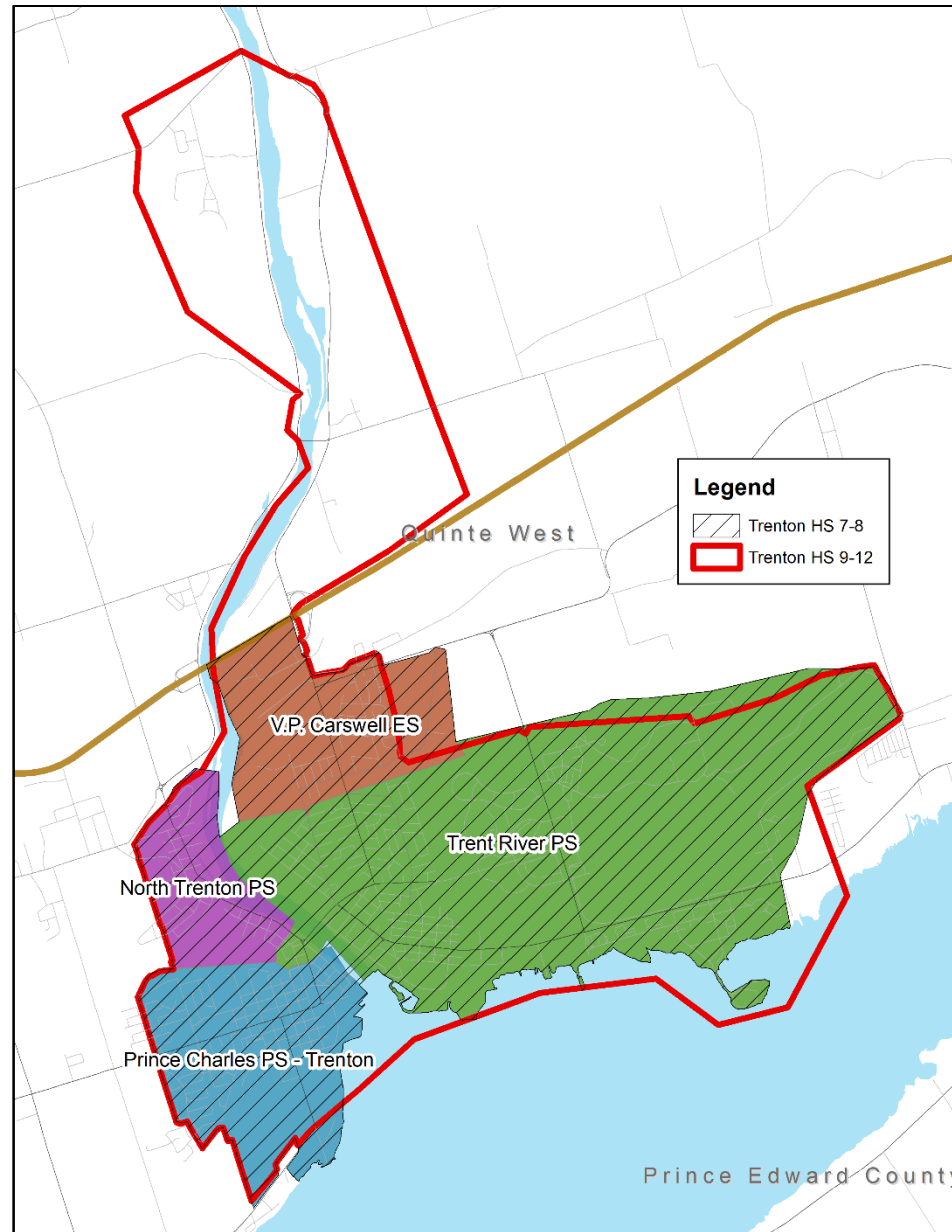 Quinte West
Legend
Trenton HS 7-8
Trenton HS 9-12
V.P. Carswell ES
Trent River PS
North Trenton PS
Prince Charles PS - Trenton
Prince Edward County